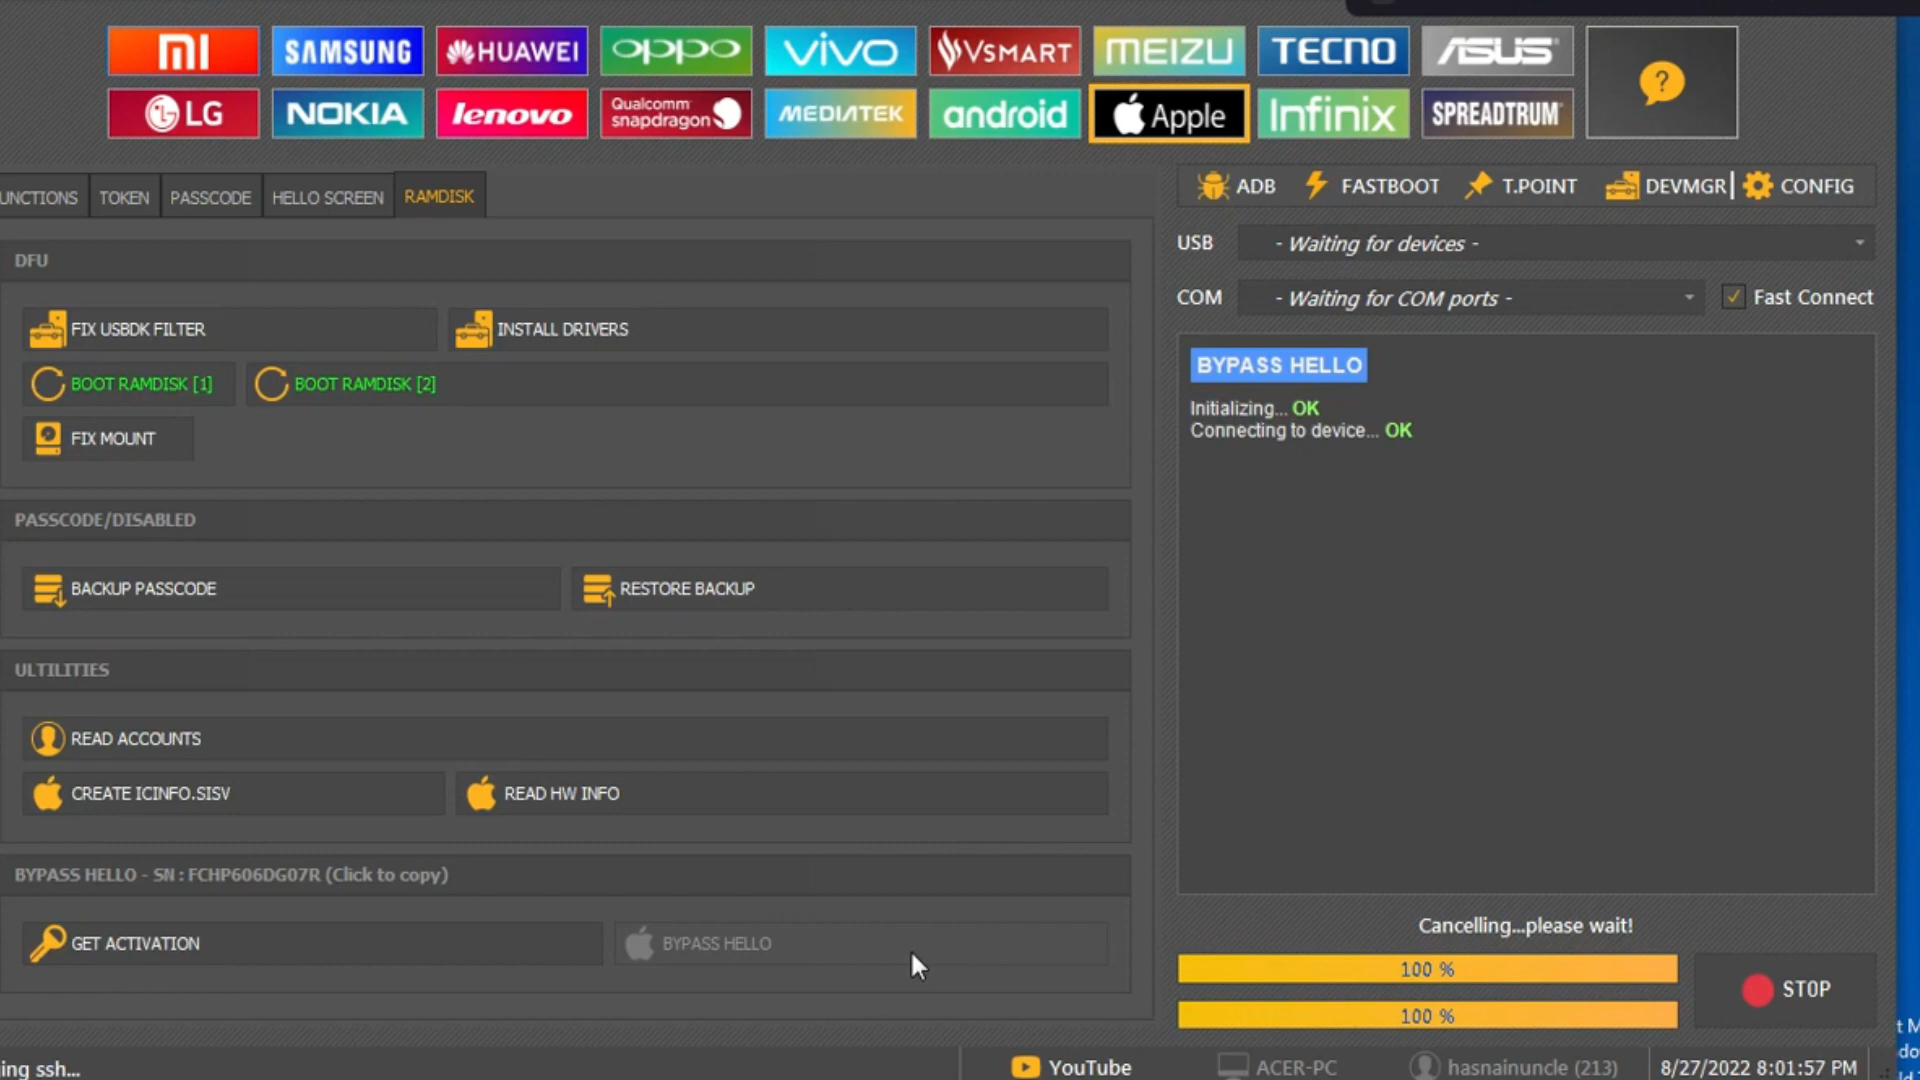 mi SAMSUNG HUAWEI oppo vivo VSMART MEIZU TECNO ASUS ?
LG NOKIA lenovo Qualcomm snapdragon MEDIATEK android Apple Infinix SPREADTRUM
UNCTIONS TOKEN PASSCODE HELLO SCREEN RAMDISK
ADB FASTBOOT T.POINT DEVMGR CONFIG
USB - Waiting for devices -
COM - Waiting for COM ports - Fast Connect
DFU
FIX USBDK FILTER INSTALL DRIVERS
BOOT RAMDISK [1] BOOT RAMDISK [2]
FIX MOUNT
PASSCODE/DISABLED
BACKUP PASSCODE RESTORE BACKUP
ULTILITIES
READ ACCOUNTS
CREATE ICINFO.SISV READ HW INFO
BYPASS HELLO - SN : FCHP606DG07R (Click to copy)
GET ACTIVATION BYPASS HELLO
BYPASS HELLO
Initializing... OK
Connecting to device... OK
Cancelling...please wait!
100 %
100 %
STOP
ing ssh... YouTube ACER-PC hasnainuncle (213) 8/27/2022 8:01:57 PM